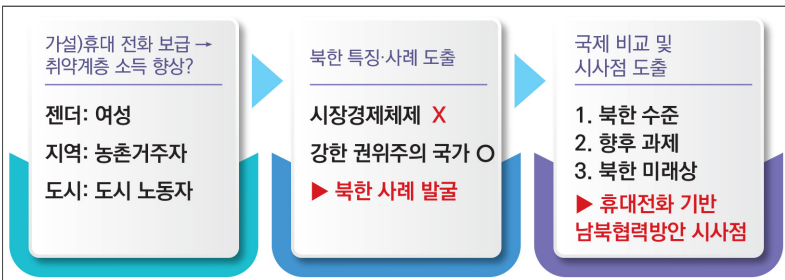 가설)휴대 전화 보급 →
취약계층 소득 향상?
젠더: 여성
지역: 농촌거주자
도시: 도시 노동자
북한 특징·사례 도출
시장경제체제 X
강한 권위주의 국가 O
▶ 북한 사례 발굴
국제 비교 및
시사점 도출
1. 북한 수준
2. 향후 과제
3. 북한 미래상
▶ 휴대전화 기반
남북협력방안 시사점